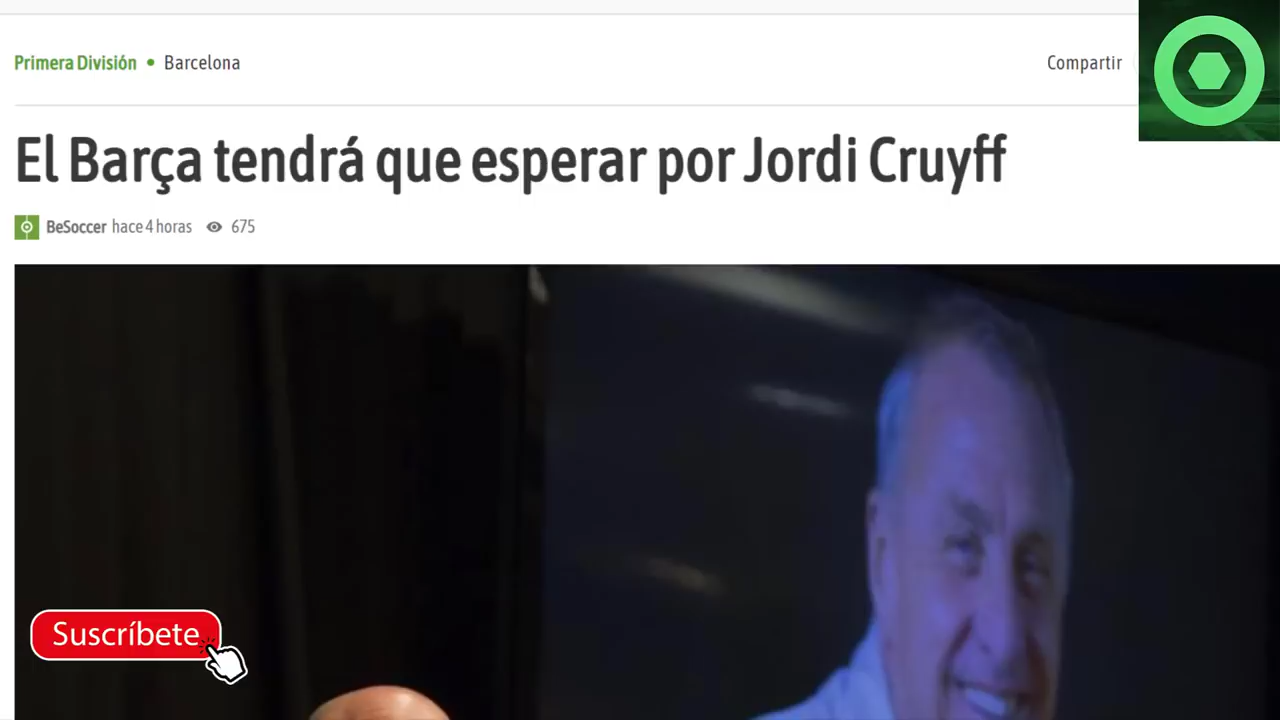 Primera División • Barcelona
Compartir
El Barça tendrá que esperar por Jordi Cruyff
BeSoccer hace 4 horas 675
Suscríbete